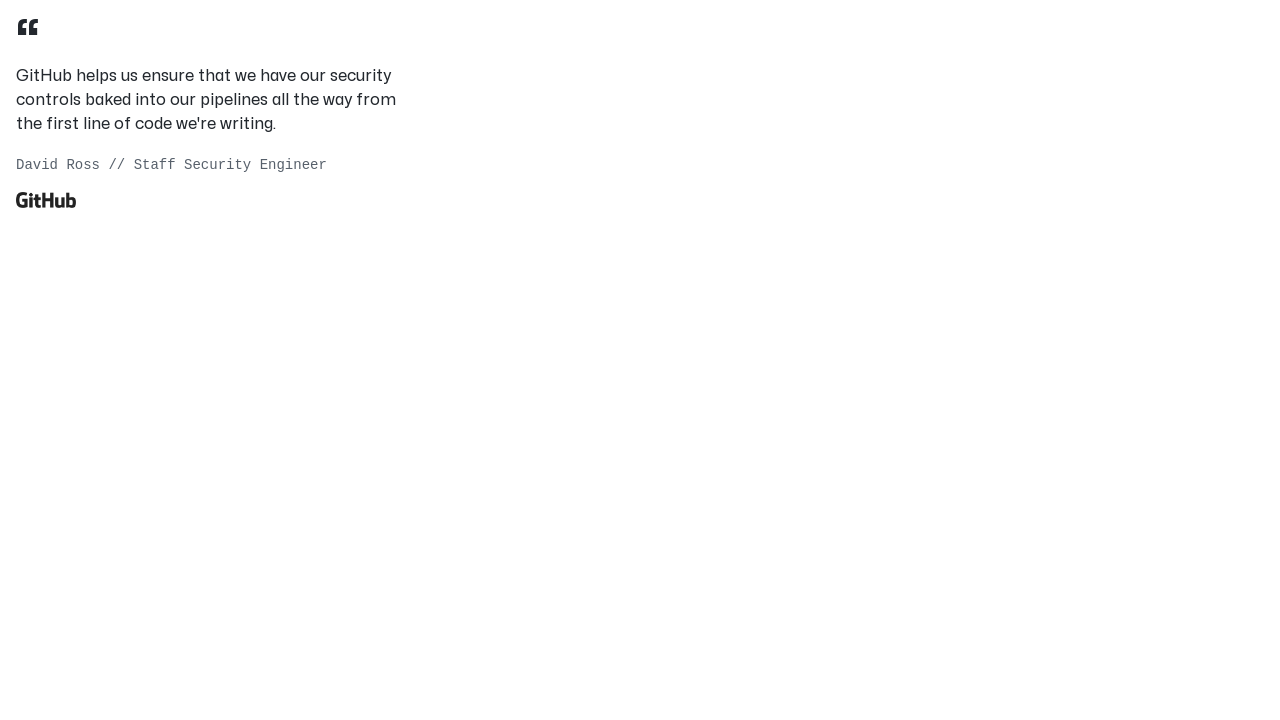 “
GitHub helps us ensure that we have our security
controls baked into our pipelines all the way from
the first line of code we're writing.
David Ross // Staff Security Engineer
GitHub